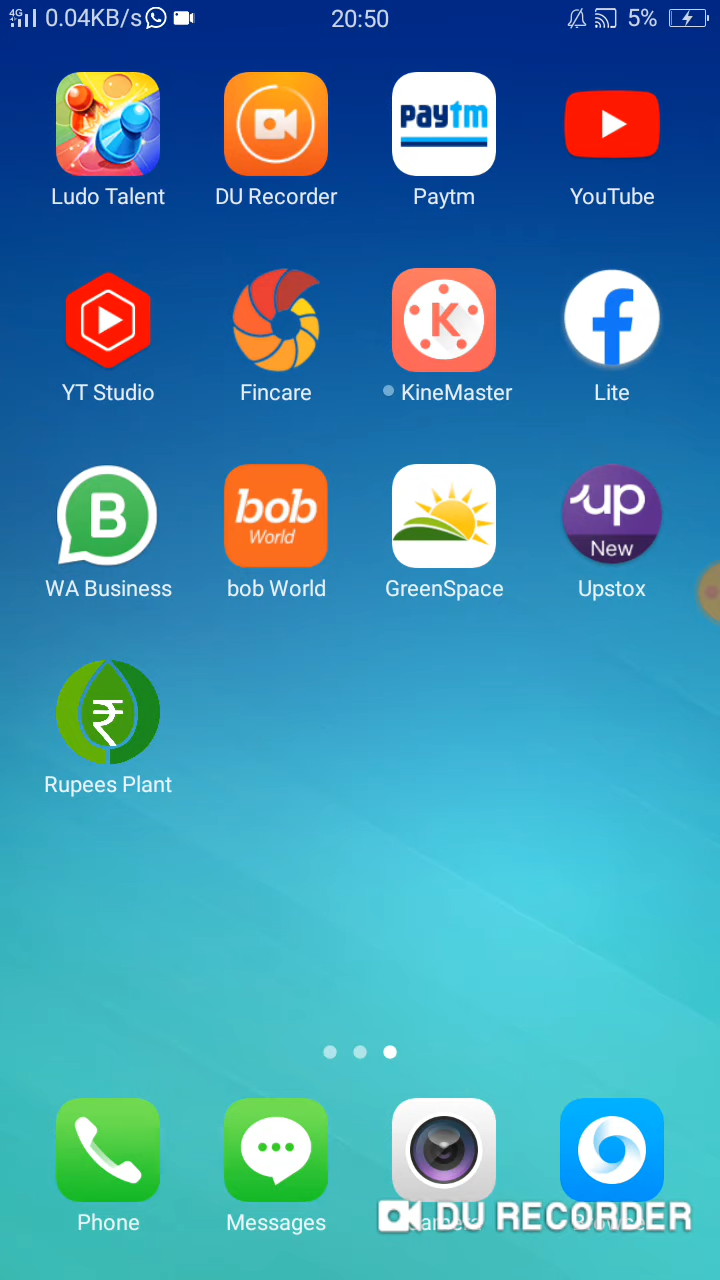 4G 0.04KB/s 20:50 5%
paytm
Ludo Talent DU Recorder Paytm YouTube
K
YT Studio Fincare KineMaster Lite
B bob World up New
WA Business bob World GreenSpace Upstox
₹
Rupees Plant
DU RECORDER
Phone Messages